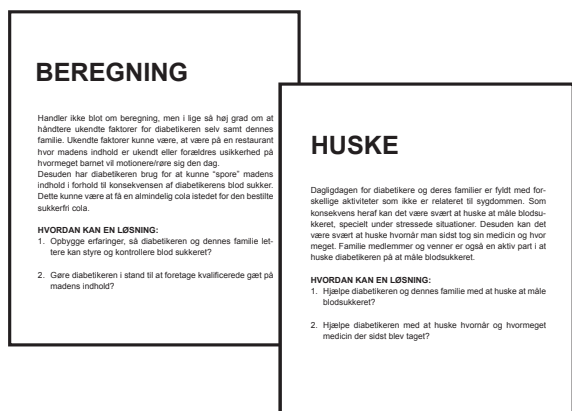 BEREGNING
Handler ikke blot om beregning, men i lige så høj grad om at
håndtere ukendte faktorer for diabetikeren selv samt dennes
familie. Ukendte faktorer kunne være, at være på en restaurant
hvor madens indhold er ukendt eller forældres usikkerhed på
hvormeget barnet vil motionere/røre sig den dag.
Desuden har diabetikeren brug for at kunne “spore” madens
indhold i forhold til konsekvensen af diabetikerens blod sukker.
Dette kunne være at få en almindelig cola istedet for den bestilte
sukkerfri cola.
HVORDAN KAN EN LØSNING:
1. Opbygge erfaringer, så diabetikeren og dennes familie let-
tere kan styre og kontrollere blod sukkeret?
2. Gøre diabetikeren i stand til at foretage kvalificerede gæt på
madens indhold?
HUSKE
Dagligdagen for diabetikere og deres familier er fyldt med for-
skellige aktiviteter som ikke er relateret til sygdommen. Som
konsekvens heraf kan det være svært at huske at måle blodsu-
kkeret, specielt under stressede situationer. Desuden kan det
være svært at huske hvornår man sidst tog sin medicin og hvor
meget. Familie medlemmer og venner er også en aktiv part i at
huske diabetikeren på at måle blodsukkeret.
HVORDAN KAN EN LØSNING:
1. Hjælpe diabetikeren og dennes familie med at huske at måle
blodsukkeret?
2. Hjælpe diabetikeren med at huske hvornår og hvormeget
medicin der sidst blev taget?